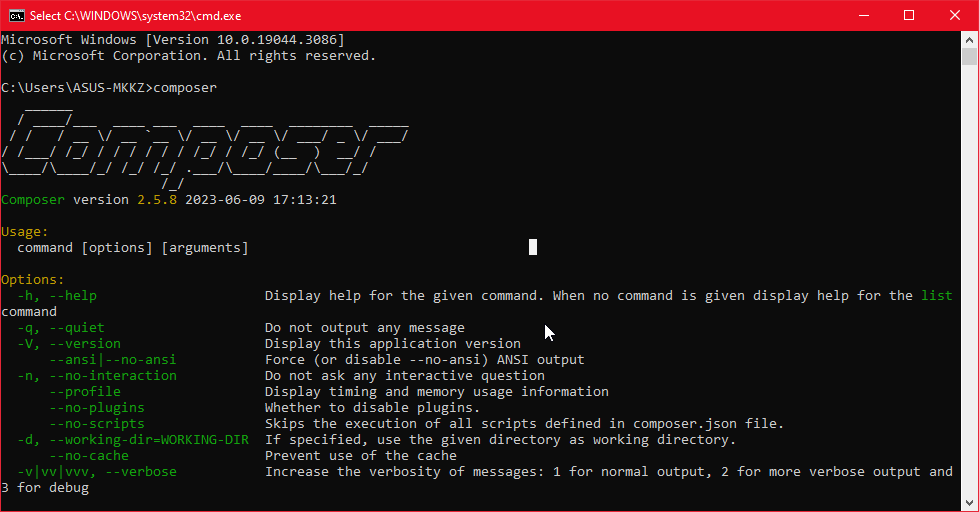 Select C:\WINDOWS\system32\cmd.exe
Microsoft Windows [Version 10.0.19044.3086]
(c) Microsoft Corporation. All rights reserved.
C:\Users\ASUS-MKKZ>composer
Composer
Composer version 2.5.8 2023-06-09 17:13:21
Usage:
  command [options] [arguments]
Options:
  -h, --help                     Display help for the given command. When no command is given display help for the list
command
  -q, --quiet                    Do not output any message
  -V, --version                  Display this application version
      --ansi|--no-ansi           Force (or disable --no-ansi) ANSI output
  -n, --no-interaction           Do not ask any interactive question
      --profile                  Display timing and memory usage information
      --no-plugins               Whether to disable plugins.
      --no-scripts               Skips the execution of all scripts defined in composer.json file.
  -d, --working-dir=WORKING-DIR  If specified, use the given directory as working directory.
      --no-cache                 Prevent use of the cache
  -v|vv|vvv, --verbose           Increase the verbosity of messages: 1 for normal output, 2 for more verbose output and
3 for debug